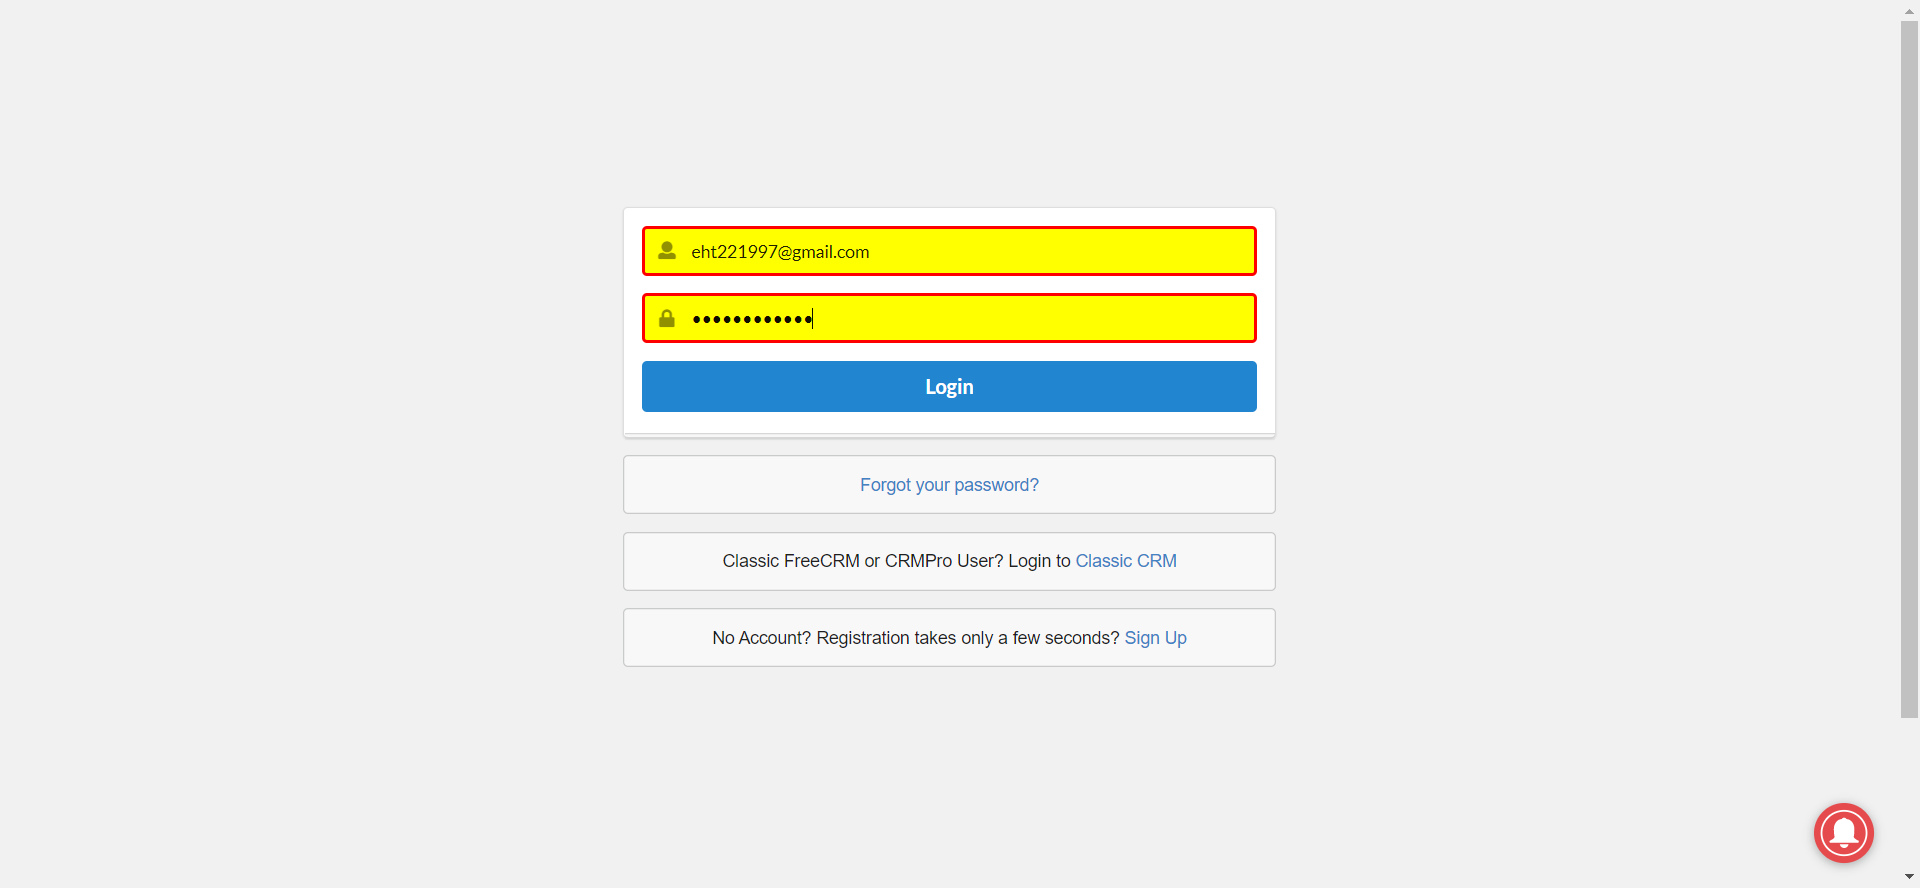 eht221997@gmail.com
••••••••••••
Login
Forgot your password?
Classic FreeCRM or CRMPro User? Login to Classic CRM
No Account? Registration takes only a few seconds? Sign Up